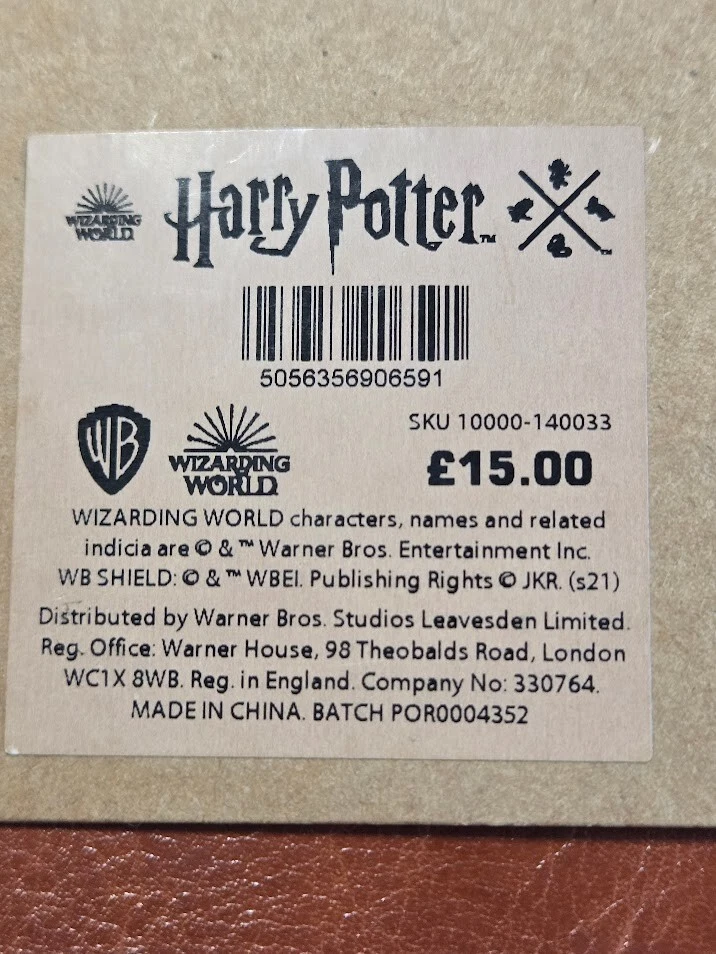 WIZARDING
WORLD
Harry Potter™
5056356906591
WB
WIZARDING
WORLD
SKU 10000-140033
£15.00
WIZARDING WORLD characters, names and related
indicia are © & ™ Warner Bros. Entertainment Inc.
WB SHIELD: © & ™ WBEI. Publishing Rights © JKR. (s21)
Distributed by Warner Bros. Studios Leavesden Limited.
Reg. Office: Warner House, 98 Theobalds Road, London
WC1X 8WB. Reg. in England. Company No: 330764.
MADE IN CHINA. BATCH POR0004352